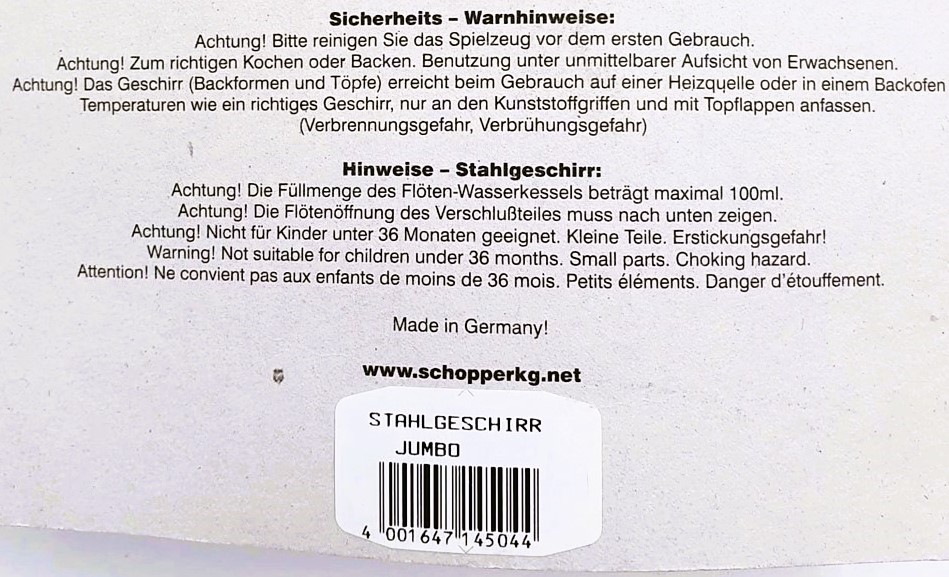 Sicherheits – Warnhinweise:
Achtung! Bitte reinigen Sie das Spielzeug vor dem ersten Gebrauch.
Achtung! Zum richtigen Kochen oder Backen. Benutzung unter unmittelbarer Aufsicht von Erwachsenen.
Achtung! Das Geschirr (Backformen und Töpfe) erreicht beim Gebrauch auf einer Heizquelle oder in einem Backofen
Temperaturen wie ein richtiges Geschirr, nur an den Kunststoffgriffen und mit Topflappen anfassen.
(Verbrennungsgefahr, Verbrühungsgefahr)
Hinweise – Stahlgeschirr:
Achtung! Die Füllmenge des Flöten-Wasserkessels beträgt maximal 100ml.
Achtung! Die Flötenöffnung des Verschlußteiles muss nach unten zeigen.
Achtung! Nicht für Kinder unter 36 Monaten geeignet. Kleine Teile. Erstickungsgefahr!
Warning! Not suitable for children under 36 months. Small parts. Choking hazard.
Attention! Ne convient pas aux enfants de moins de 36 mois. Petits éléments. Danger d'étouffement.
Made in Germany!
www.schopperkg.net
STAHLGESCHIRR
JUMBO
4 001647 145044